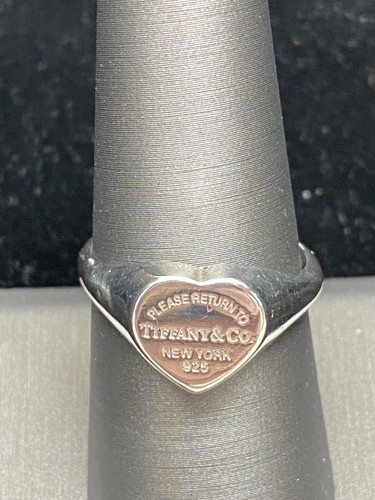 PLEASE RETURN TO
TIFFANY & CO.
NEW YORK
925